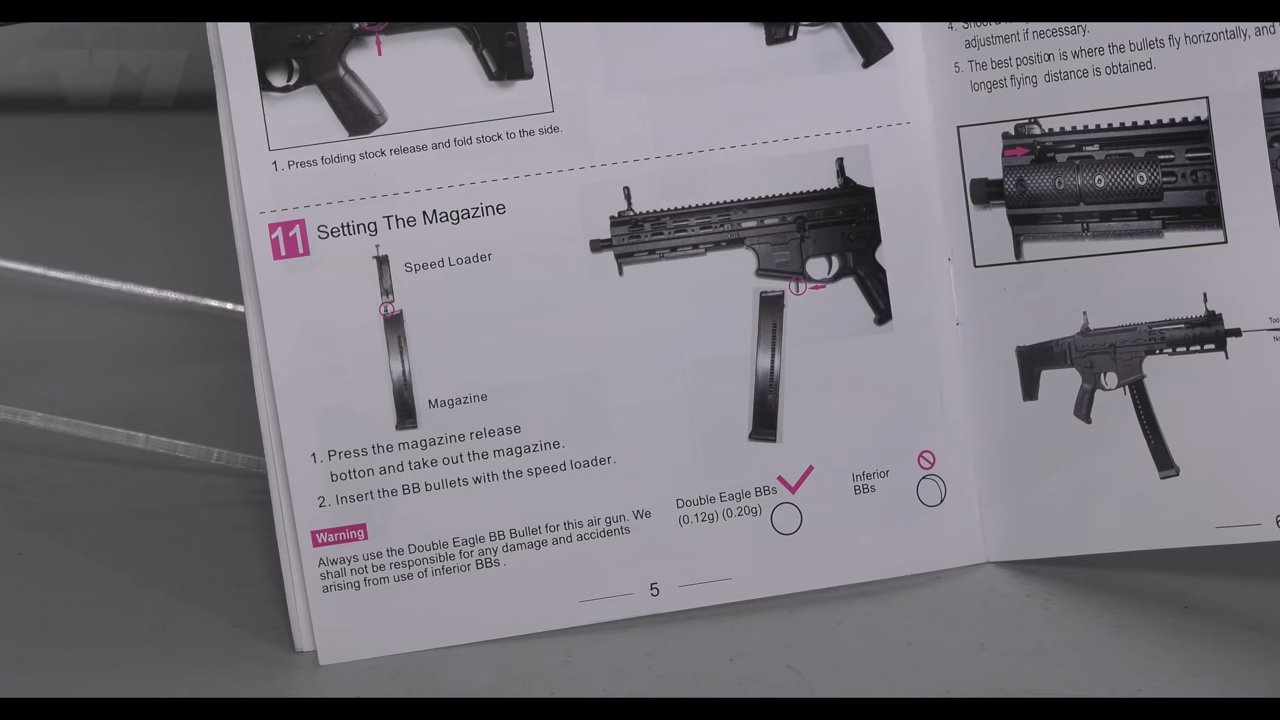 1. Press folding stock release and fold stock to the side.
11 Setting The Magazine
Speed Loader
Magazine
1. Press the magazine release
botton and take out the magazine.
2. Insert the BB bullets with the speed loader.
Warning
Always use the Double Eagle BB Bullet for this air gun. We
shall not be responsible for any damage and accidents
arising from use of inferior BBs .
Double Eagle BBs
(0.12g) (0.20g)
Inferior
BBs
5
adjustment if necessary.
5. The best position is where the bullets fly horizontally, and
longest flying distance is obtained.